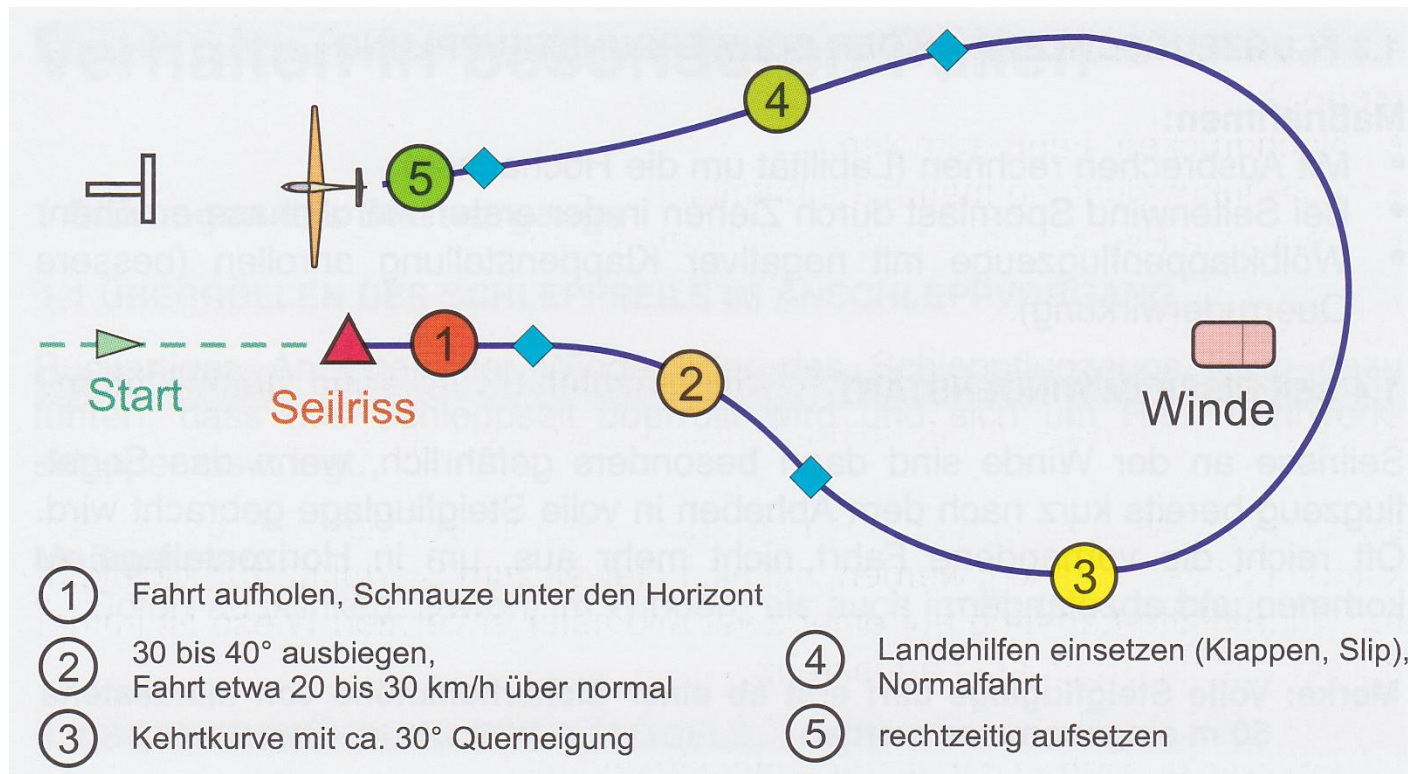 5
4
1
2
3
Start
Seilriss
Winde
1 Fahrt aufholen, Schnauze unter den Horizont
2 30 bis 40° ausbiegen,
Fahrt etwa 20 bis 30 km/h über normal
3 Kehrtkurve mit ca. 30° Querneigung
4 Landehilfen einsetzen (Klappen, Slip),
Normalfahrt
5 rechtzeitig aufsetzen